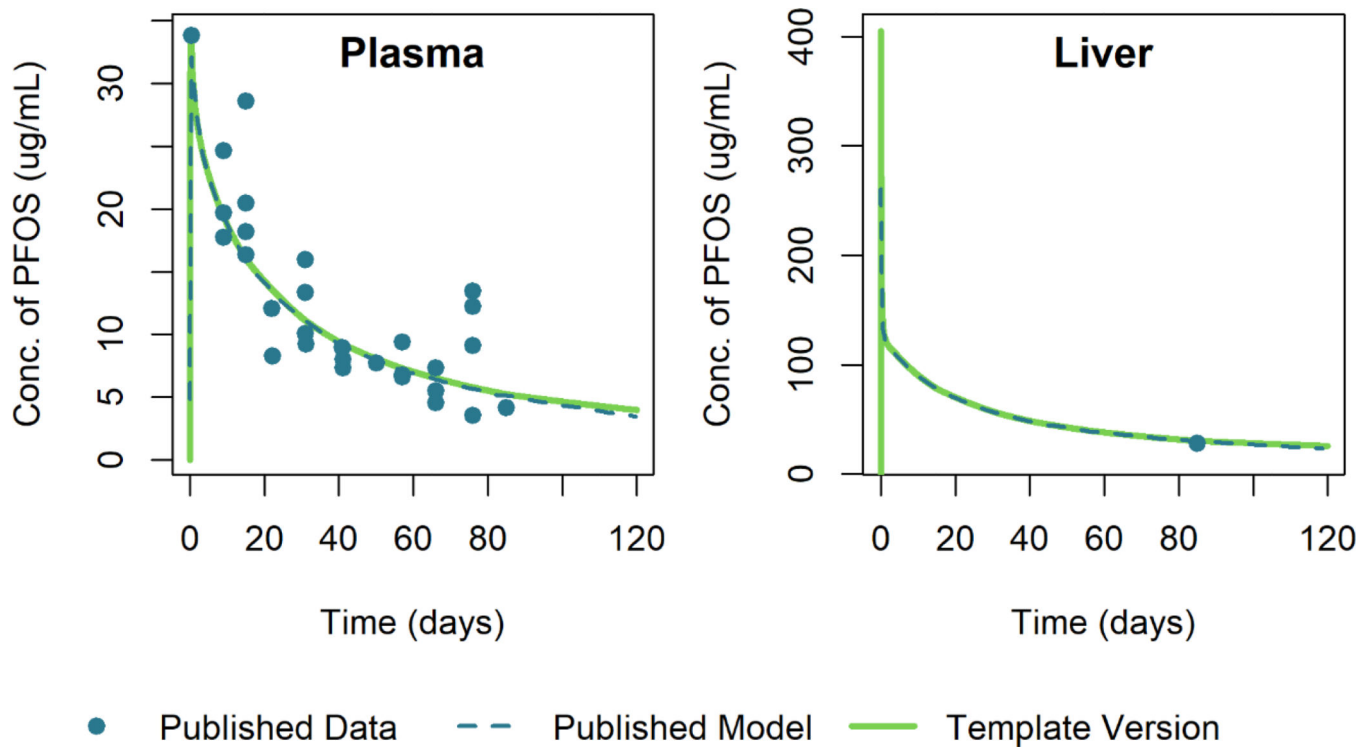 Plasma
Conc. of PFOS (ug/mL)
0
5
10
20
30
0
20
40
60
80
120
Time (days)
Liver
Conc. of PFOS (ug/mL)
0
100
200
300
400
0
20
40
60
80
120
Time (days)
Published Data
Published Model
Template Version